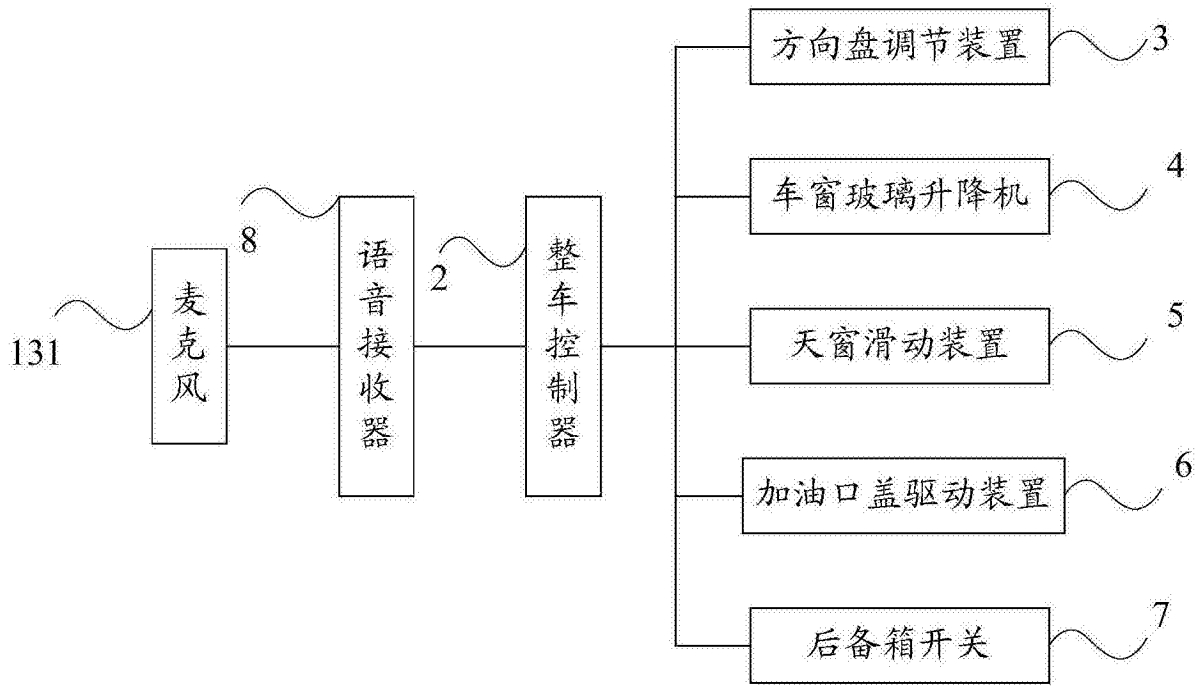 方向盘调节装置
3
车窗玻璃升降机
4
8
语音接收器
2
整车控制器
131
麦克风
天窗滑动装置
5
加油口盖驱动装置
6
后备箱开关
7